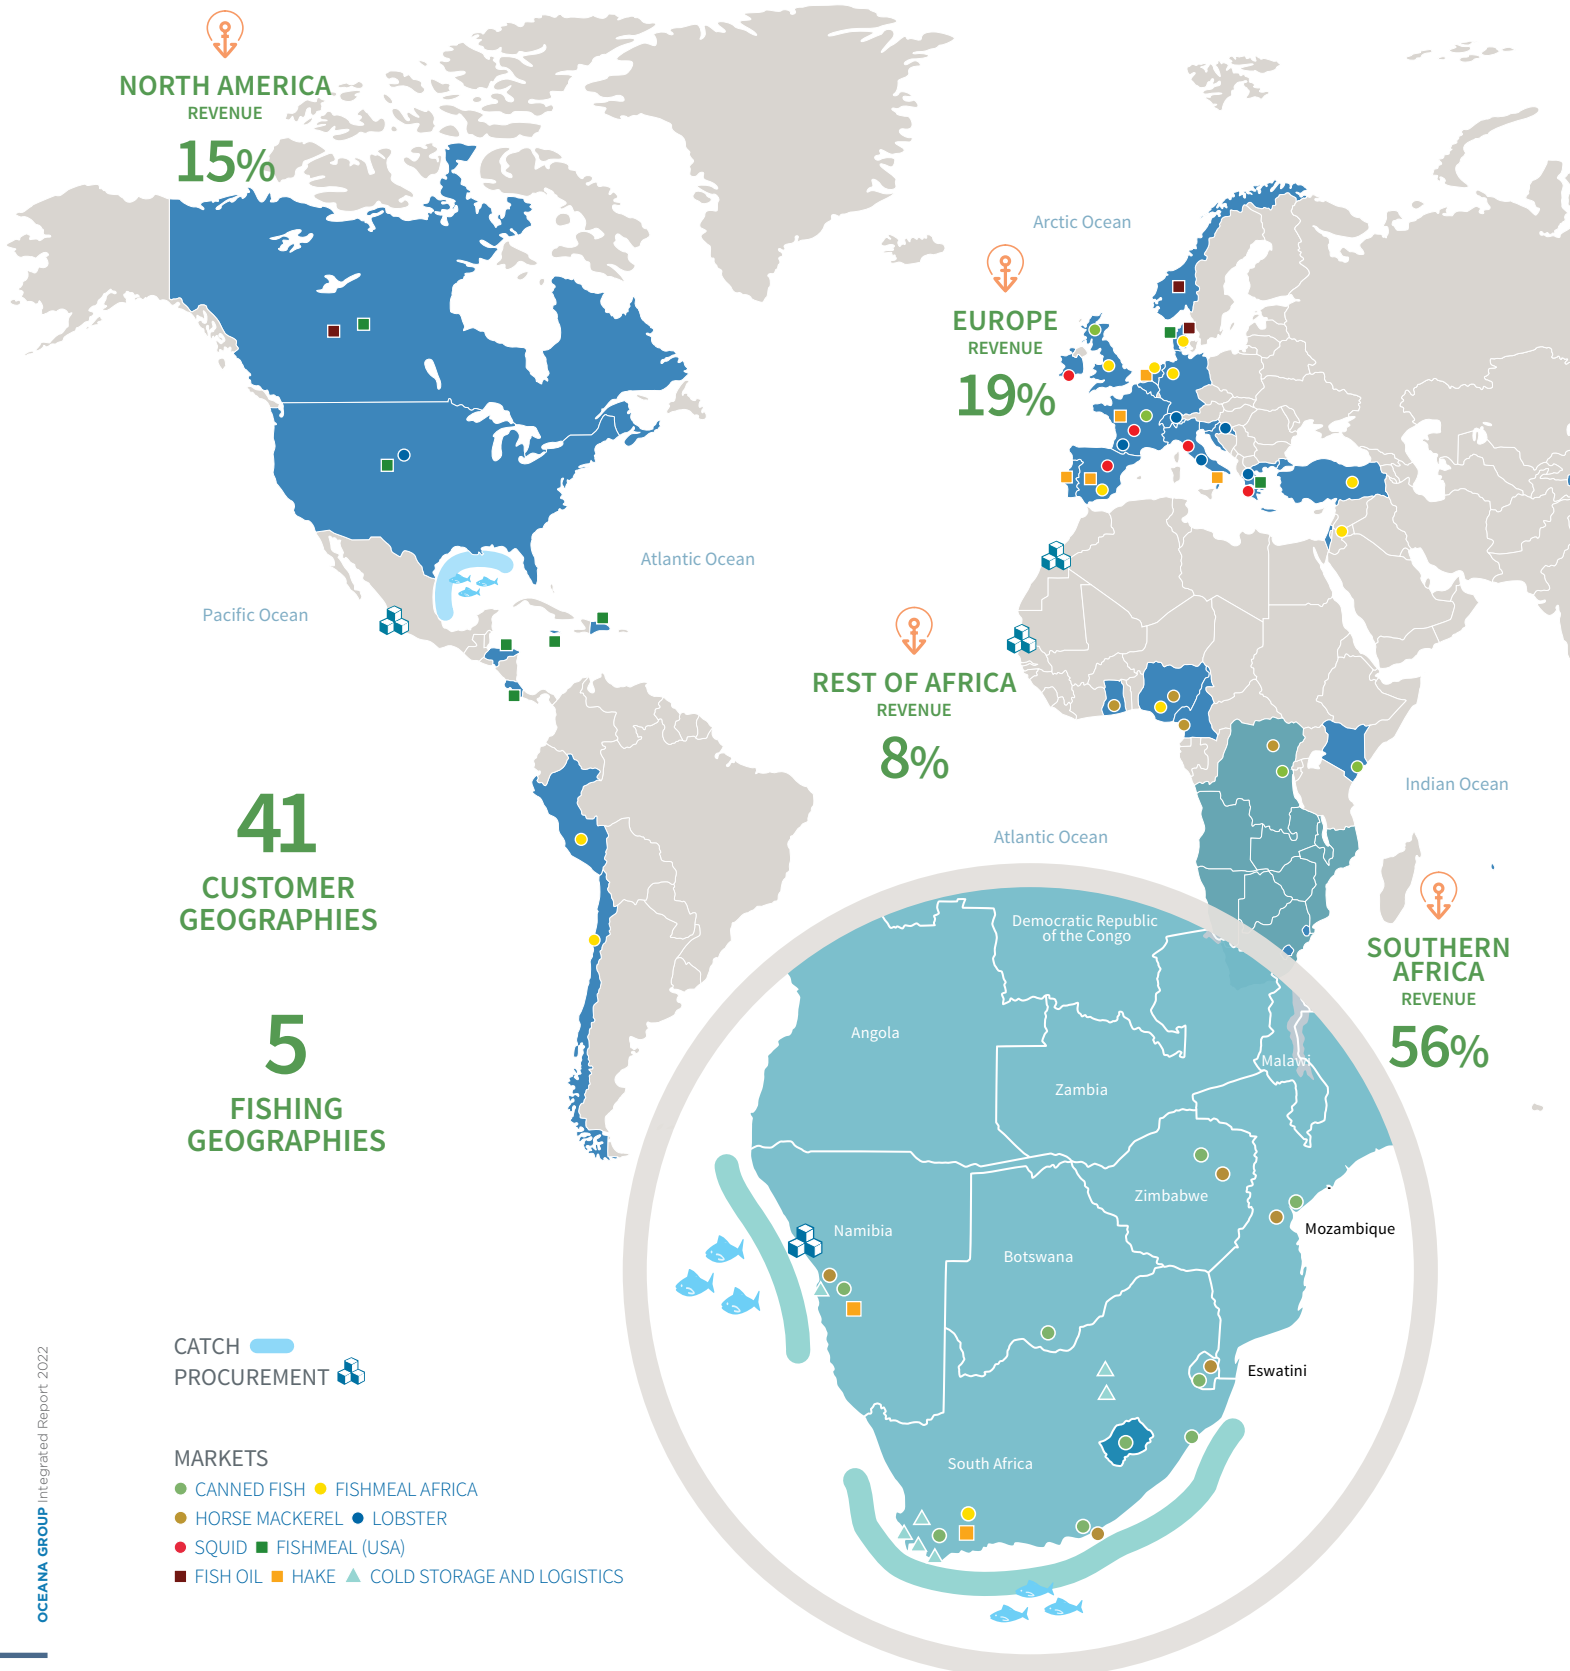 NORTH AMERICA
REVENUE
15%
Arctic Ocean
EUROPE
REVENUE
19%
Atlantic Ocean
Pacific Ocean
REST OF AFRICA
REVENUE
8%
Indian Ocean
Atlantic Ocean
41
CUSTOMER
GEOGRAPHIES
5
FISHING
GEOGRAPHIES
SOUTHERN
AFRICA
REVENUE
56%
Democratic Republic
of the Congo
Angola
Malawi
Zambia
Zimbabwe
Namibia
Mozambique
Botswana
Eswatini
South Africa
CATCH
PROCUREMENT
MARKETS
CANNED FISH FISHMEAL AFRICA
HORSE MACKEREL LOBSTER
SQUID FISHMEAL (USA)
FISH OIL HAKE COLD STORAGE AND LOGISTICS
OCEANA GROUP Integrated Report 2022